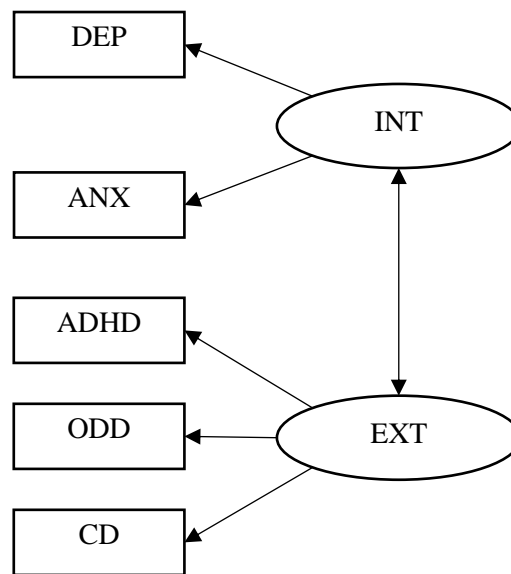 DEP
INT
ANX
ADHD
ODD
EXT
CD